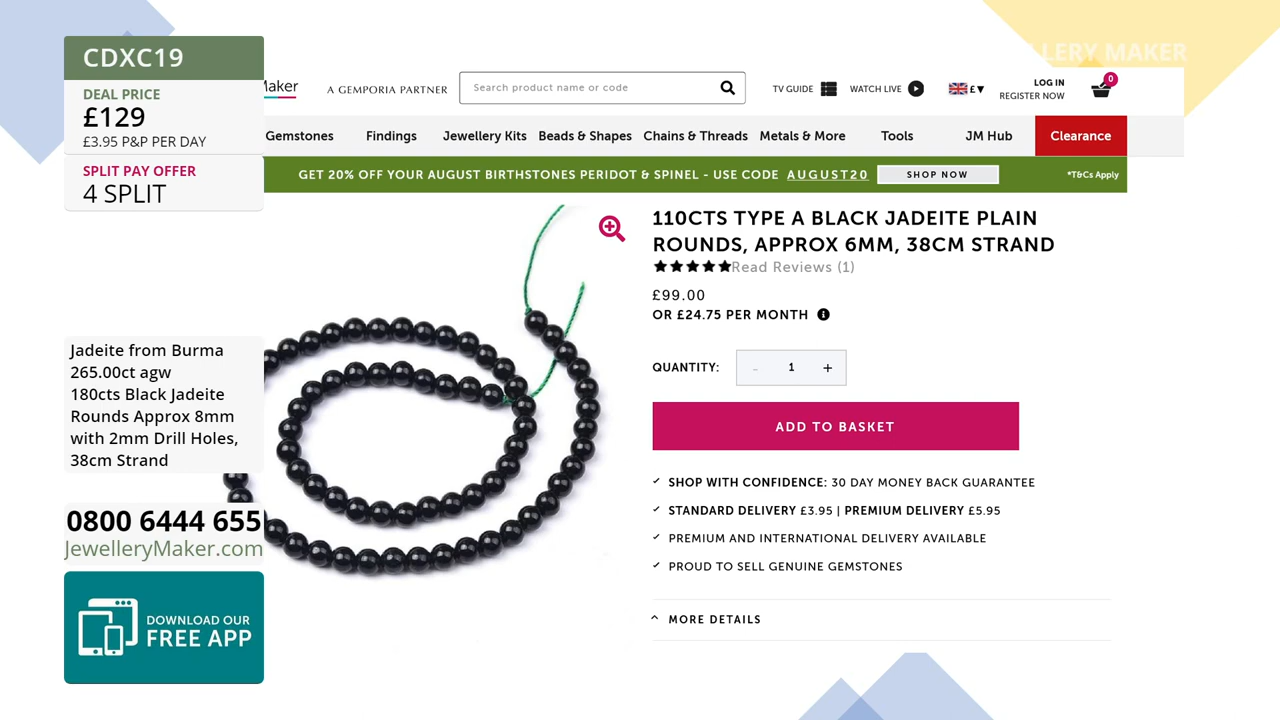 CDXC19
DEAL PRICE
£129
£3.95 P&P PER DAY
SPLIT PAY OFFER
4 SPLIT
Jadeite from Burma
265.00ct agw
180cts Black Jadeite
Rounds Approx 8mm
with 2mm Drill Holes,
38cm Strand
0800 6444 655
JewelleryMaker.com
DOWNLOAD OUR
FREE APP
LLERY MAKER
Maker
A GEMPORIA PARTNER
Search product name or code
TV GUIDE
WATCH LIVE
£
LOG IN
REGISTER NOW
0
Gemstones Findings Jewellery Kits Beads & Shapes Chains & Threads Metals & More Tools JM Hub Clearance
GET 20% OFF YOUR AUGUST BIRTHSTONES PERIDOT & SPINEL - USE CODE AUGUST20 SHOP NOW *T&Cs Apply
110CTS TYPE A BLACK JADEITE PLAIN
ROUNDS, APPROX 6MM, 38CM STRAND
Read Reviews (1)
£99.00
OR £24.75 PER MONTH
QUANTITY: - 1 +
ADD TO BASKET
SHOP WITH CONFIDENCE: 30 DAY MONEY BACK GUARANTEE
STANDARD DELIVERY £3.95 | PREMIUM DELIVERY £5.95
PREMIUM AND INTERNATIONAL DELIVERY AVAILABLE
PROUD TO SELL GENUINE GEMSTONES
MORE DETAILS